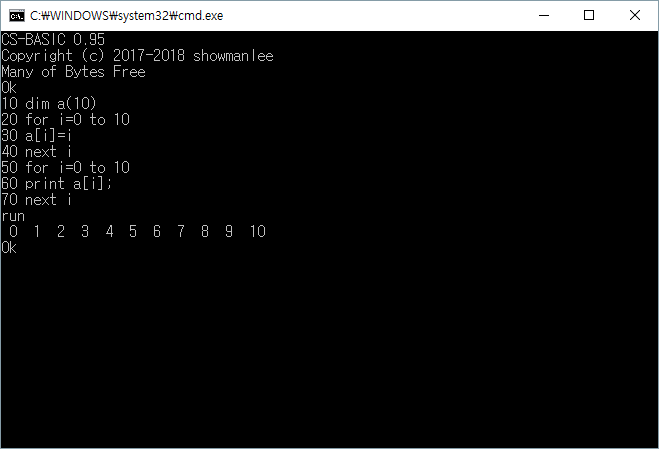 C:₩WINDOWS₩system32₩cmd.exe
CS-BASIC 0.95
Copyright (c) 2017-2018 showmanlee
Many of Bytes Free
Ok
10 dim a(10)
20 for i=0 to 10
30 a[i]=i
40 next i
50 for i=0 to 10
60 print a[i];
70 next i
run
 0  1  2  3  4  5  6  7  8  9  10
Ok